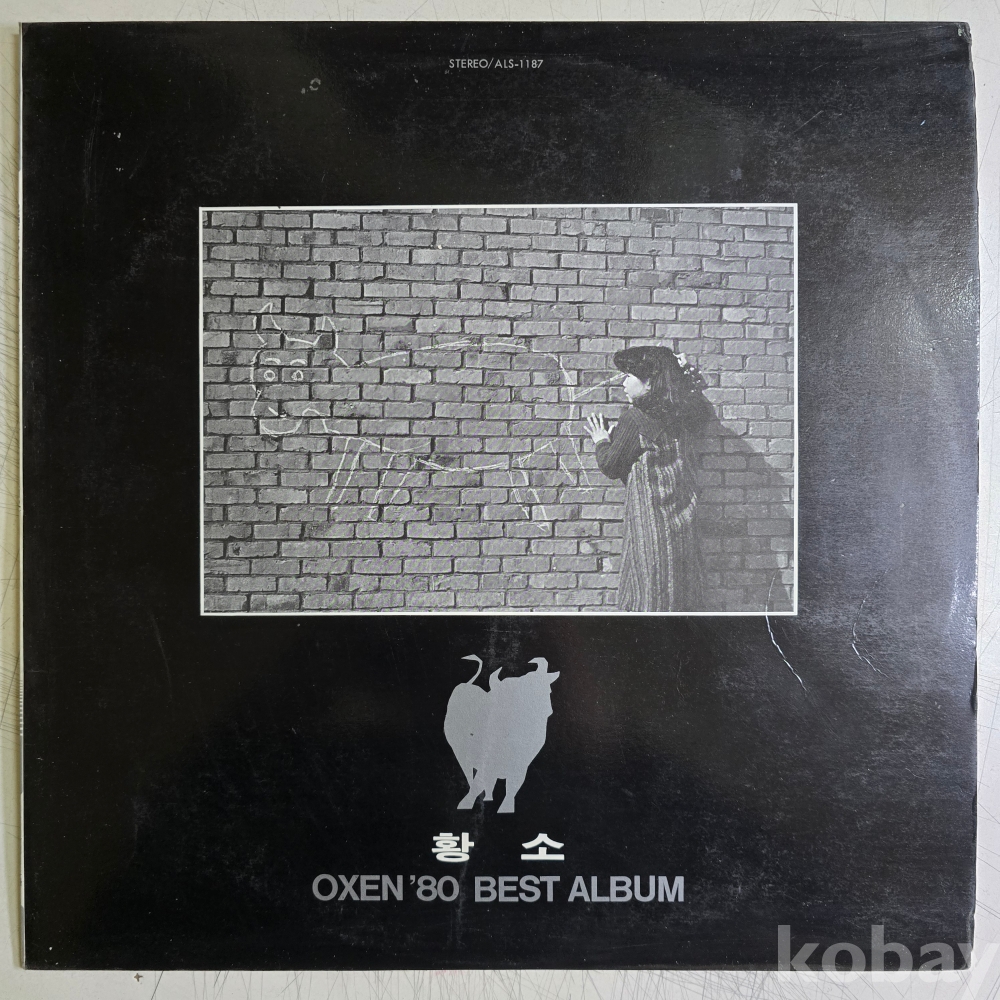 STEREO/ALS-1187
황 소
OXEN '80 BEST ALBUM
kobay